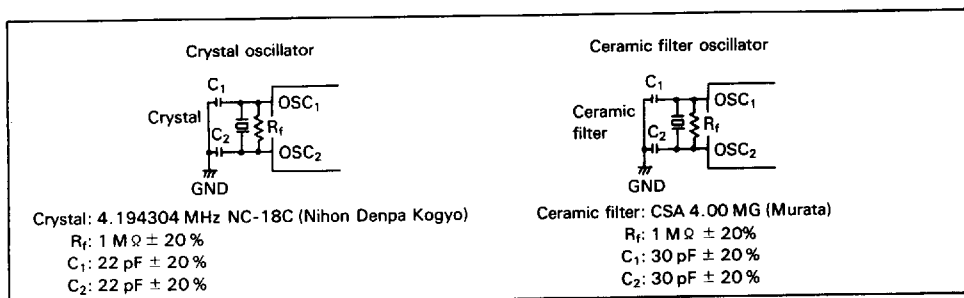 Crystal oscillator
C1
OSC1
Crystal
Rf
C2
OSC2
GND
Crystal: 4.194304 MHz NC-18C (Nihon Denpa Kogyo)
Rf: 1 M Ω ± 20 %
C1: 22 pF ± 20 %
C2: 22 pF ± 20 %
Ceramic filter oscillator
C1
OSC1
Ceramic
filter
Rf
C2
OSC2
GND
Ceramic filter: CSA 4.00 MG (Murata)
Rf: 1 M Ω ± 20%
C1: 30 pF ± 20 %
C2: 30 pF ± 20 %